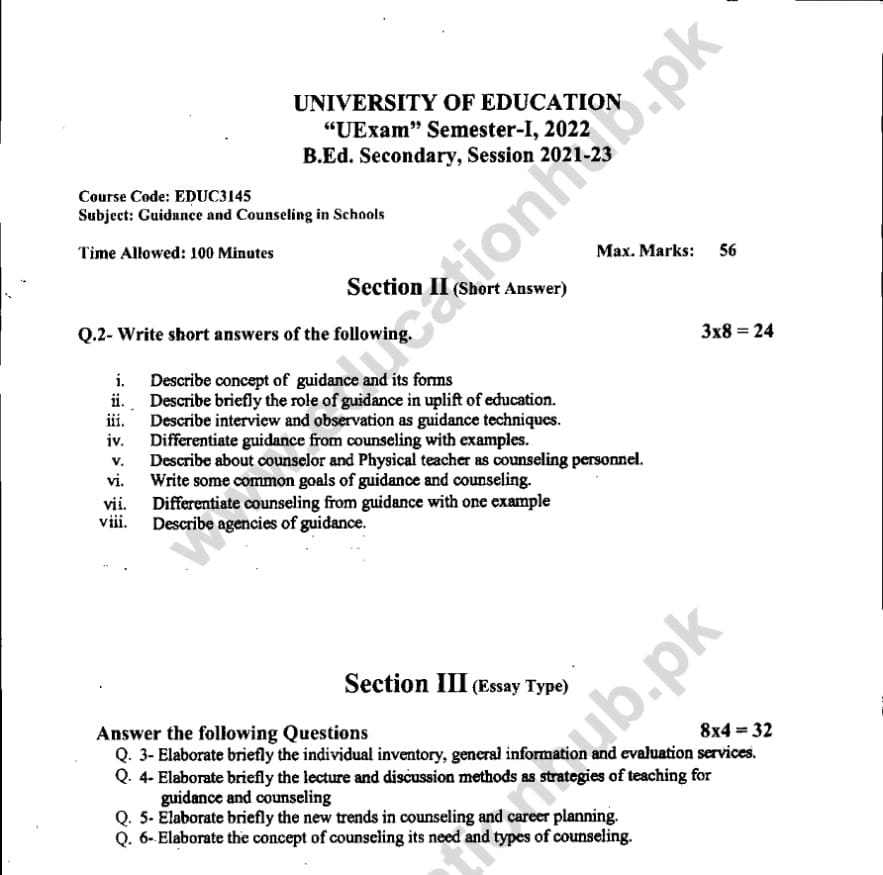 UNIVERSITY OF EDUCATION
“UExam” Semester-I, 2022
B.Ed. Secondary, Session 2021-23
Course Code: EDUC3145
Subject: Guidance and Counseling in Schools
Time Allowed: 100 Minutes Max. Marks: 56
Section II (Short Answer)
Q.2- Write short answers of the following. 3x8 = 24
i. Describe concept of guidance and its forms
ii. Describe briefly the role of guidance in uplift of education.
iii. Describe interview and observation as guidance techniques.
iv. Differentiate guidance from counseling with examples.
v. Describe about counselor and Physical teacher as counseling personnel.
vi. Write some common goals of guidance and counseling.
vii. Differentiate counseling from guidance with one example
viii. Describe agencies of guidance.
www.educationhub.pk
Section III (Essay Type)
Answer the following Questions 8x4 = 32
Q. 3- Elaborate briefly the individual inventory, general information and evaluation services.
Q. 4- Elaborate briefly the lecture and discussion methods as strategies of teaching for
guidance and counseling
Q. 5- Elaborate briefly the new trends in counseling and career planning.
Q. 6- Elaborate the concept of counseling its need and types of counseling.
ationhub.pk